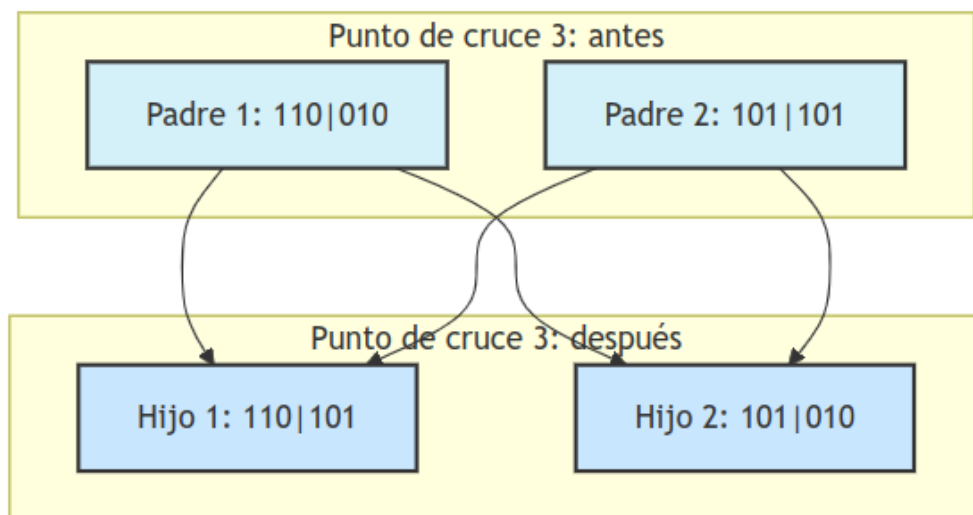 Punto de cruce 3: antes
Padre 1: 110|010
Padre 2: 101|101
Punto de cruce 3: después
Hijo 1: 110|101
Hijo 2: 101|010